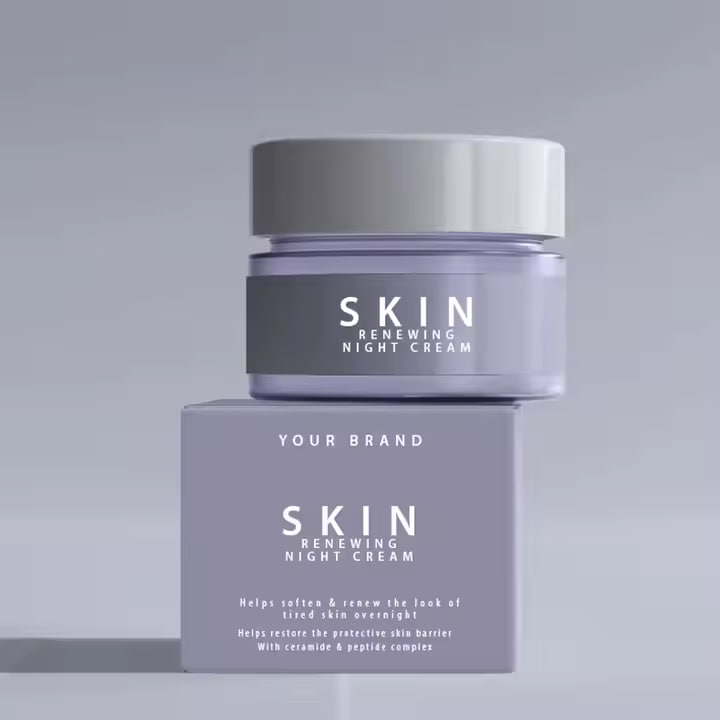 SKIN
RENEWING
NIGHT CREAM
YOUR BRAND
SKIN
RENEWING
NIGHT CREAM
Helps soften & renew the look of
tired skin overnight
Helps restore the protective skin barrier
With ceramide & peptide complex